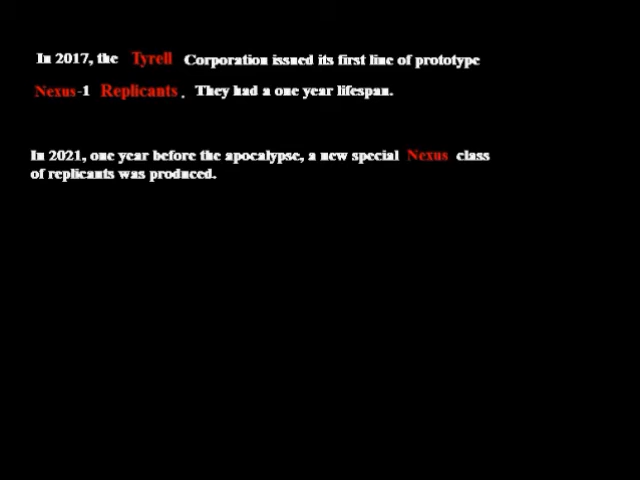 In 2017, the Tyrell Corporation issued its first line of prototype
Nexus-1 Replicants. They had a one year lifespan.
In 2021, one year before the apocalypse, a new special Nexus class
of replicants was produced.